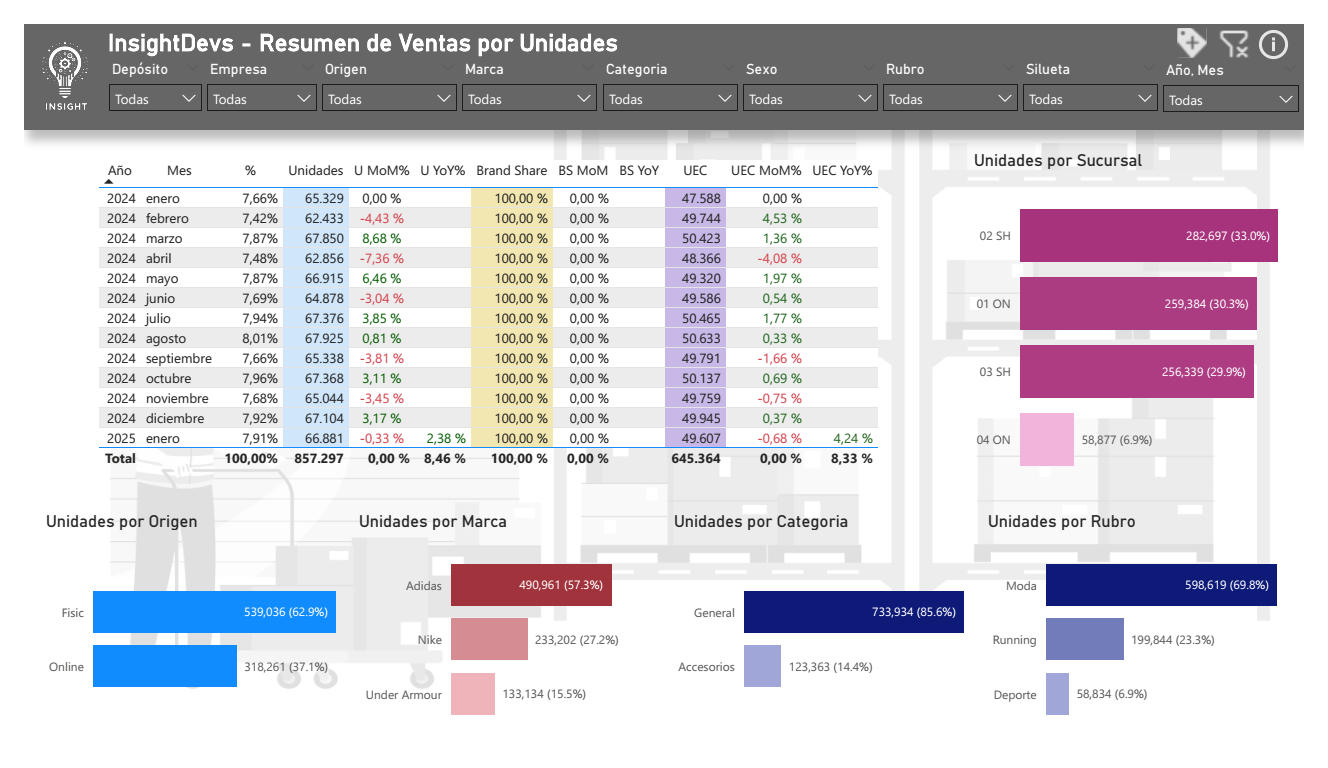 InsightDevs - Resumen de Ventas por Unidades
INSIGHT
Depósito Empresa Origen Marca Categoria Sexo Rubro Silueta Año, Mes
Todas Todas Todas Todas Todas Todas Todas Todas Todas
Año Mes % Unidades U MoM% U YoY% Brand Share BS MoM BS YoY UEC UEC MoM% UEC YoY%
2024 enero 7,66% 65.329 0,00 % 100,00 % 0,00 % 47.588 0,00 %
2024 febrero 7,42% 62.433 -4,43 % 100,00 % 0,00 % 49.744 4,53 %
2024 marzo 7,87% 67.850 8,68 % 100,00 % 0,00 % 50.423 1,36 %
2024 abril 7,48% 62.856 -7,36 % 100,00 % 0,00 % 48.366 -4,08 %
2024 mayo 7,87% 66.915 6,46 % 100,00 % 0,00 % 49.320 1,97 %
2024 junio 7,69% 64.878 -3,04 % 100,00 % 0,00 % 49.586 0,54 %
2024 julio 7,94% 67.376 3,85 % 100,00 % 0,00 % 50.465 1,77 %
2024 agosto 8,01% 67.925 0,81 % 100,00 % 0,00 % 50.633 0,33 %
2024 septiembre 7,66% 65.338 -3,81 % 100,00 % 0,00 % 49.791 -1,66 %
2024 octubre 7,96% 67.368 3,11 % 100,00 % 0,00 % 50.137 0,69 %
2024 noviembre 7,68% 65.044 -3,45 % 100,00 % 0,00 % 49.759 -0,75 %
2024 diciembre 7,92% 67.104 3,17 % 100,00 % 0,00 % 49.945 0,37 %
2025 enero 7,91% 66.881 -0,33 % 2,38 % 100,00 % 0,00 % 49.607 -0,68 % 4,24 %
Total 100,00% 857.297 0,00 % 8,46 % 100,00 % 0,00 % 645.364 0,00 % 8,33 %
Unidades por Sucursal
02 SH 282,697 (33.0%)
01 ON 259,384 (30.3%)
03 SH 256,339 (29.9%)
04 ON 58,877 (6.9%)
Unidades por Origen
Fisic 539,036 (62.9%)
Online 318,261 (37.1%)
Unidades por Marca
Adidas 490,961 (57.3%)
Nike 233,202 (27.2%)
Under Armour 133,134 (15.5%)
Unidades por Categoria
General 733,934 (85.6%)
Accesorios 123,363 (14.4%)
Unidades por Rubro
Moda 598,619 (69.8%)
Running 199,844 (23.3%)
Deporte 58,834 (6.9%)